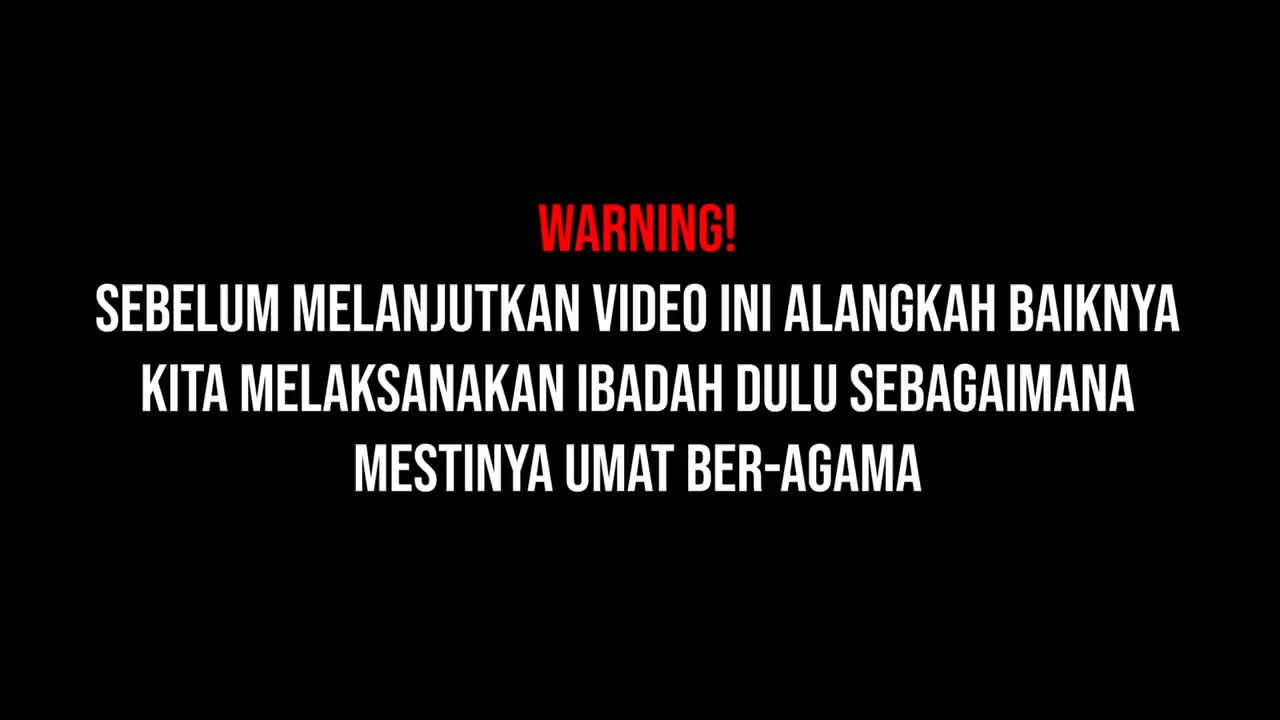 WARNING!
SEBELUM MELANJUTKAN VIDEO INI ALANGKAH BAIKNYA
KITA MELAKSANAKAN IBADAH DULU SEBAGAIMANA
MESTINYA UMAT BER-AGAMA